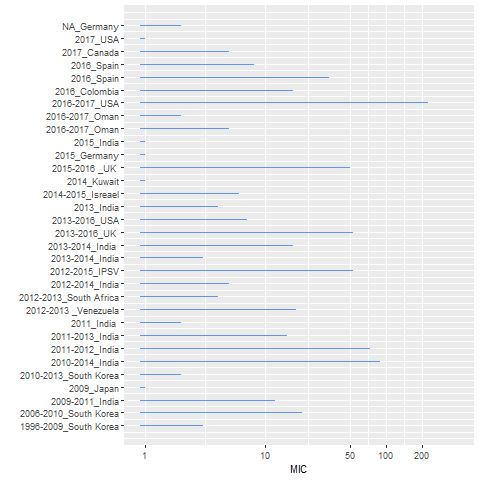 NA_Germany
2017_USA
2017_Canada
2016_Spain
2016_Spain
2016_Colombia
2016-2017_USA
2016-2017_Oman
2016-2017_Oman
2015_India
2015_Germany
2015-2016 _UK
2014_Kuwait
2014-2015_Isreael
2013_India
2013-2016_USA
2013-2016_UK
2013-2014_India
2013-2014_India
2012-2015_IPSV
2012-2014_India
2012-2013_South Africa
2012-2013 _Venezuela
2011_India
2011-2013_India
2011-2012_India
2010-2014_India
2010-2013_South Korea
2009_Japan
2009-2011_India
2006-2010_South Korea
1996-2009_South Korea
1 10 50 100 200
MIC